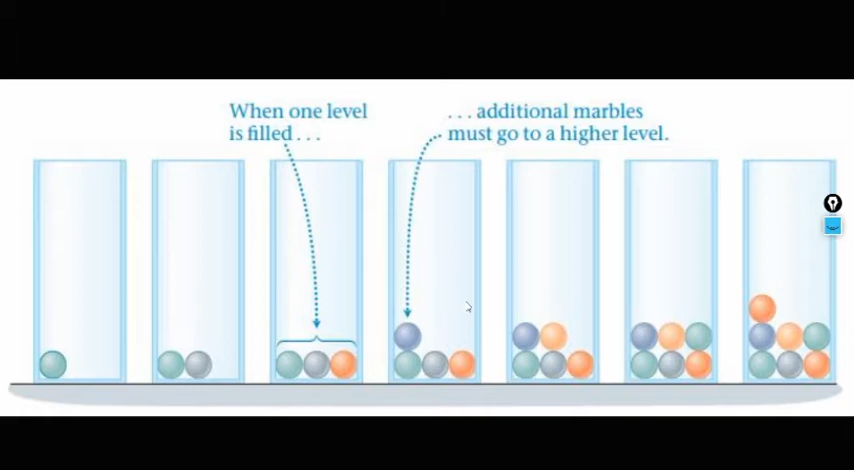 When one level
is filled . . .
. . . additional marbles
must go to a higher level.